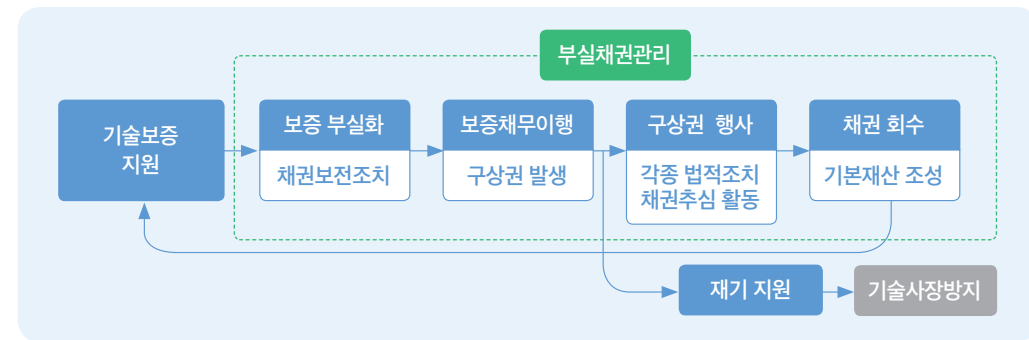 부실채권관리
기술보증
지원
보증 부실화
채권보전조치
보증채무이행
구상권 발생
구상권 행사
각종 법적조치
채권추심 활동
채권 회수
기본재산 조성
재기 지원
기술사장방지